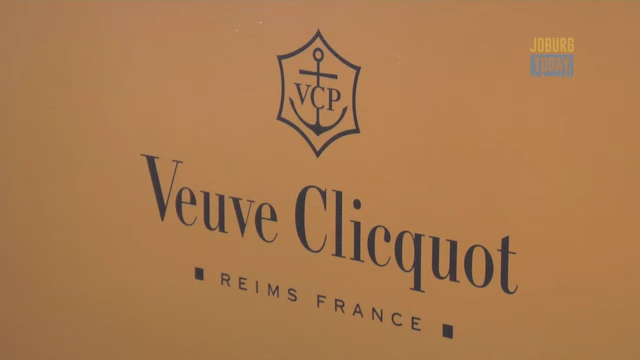 JOBURG
TODAY
VCP
Veuve Clicquot
REIMS FRANCE